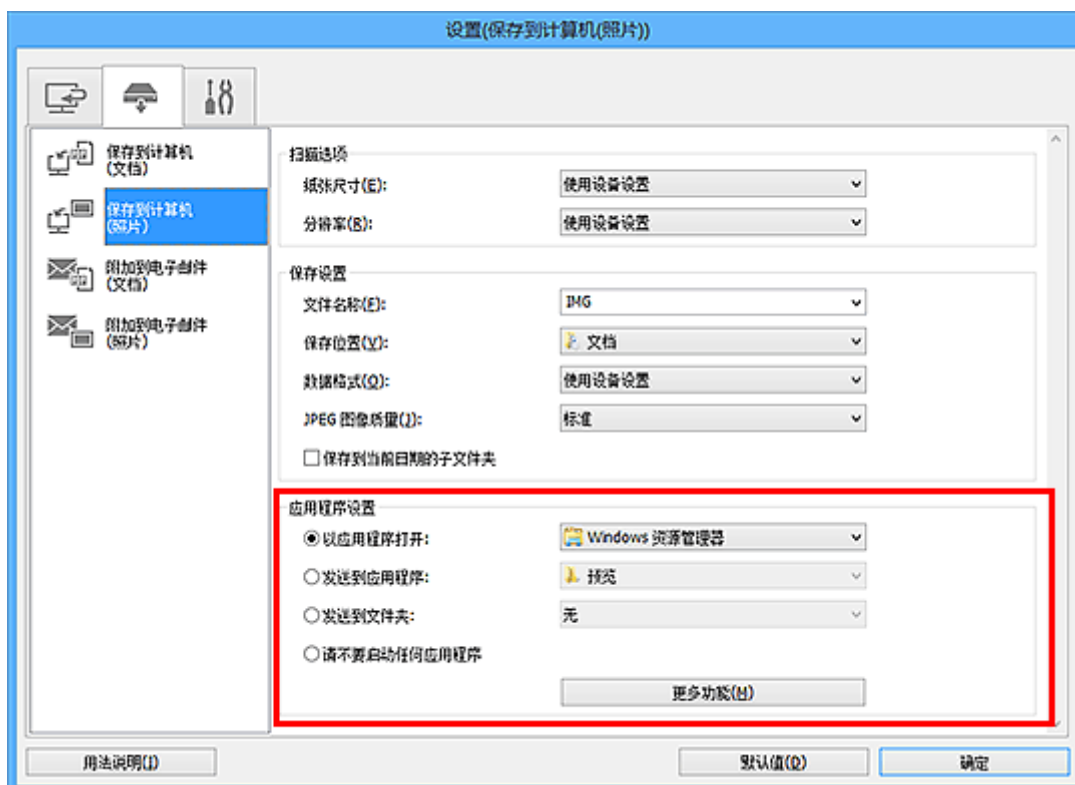 设置(保存到计算机(照片))
保存到计算机
(文档)
保存到计算机
(照片)
附加到电子邮件
(文档)
附加到电子邮件
(照片)
扫描选项
纸张尺寸(E): 使用设备设置
分辨率(R): 使用设备设置
保存设置
文件名称(F): IMG
保存位置(V): 文档
数据格式(O): 使用设备设置
JPEG 图像质量(J): 标准
保存到当前日期的子文件夹
应用程序设置
以应用程序打开: Windows 资源管理器
发送到应用程序: 预览
发送到文件夹: 无
请不要启动任何应用程序
更多功能(M)
用法说明(I) 默认值(D) 确定